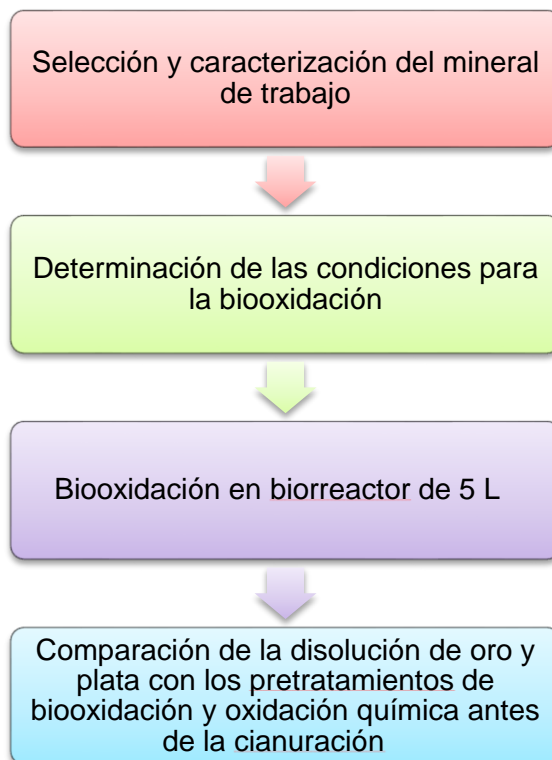 Selección y caracterización del mineral
de trabajo
Determinación de las condiciones para
la biooxidación
Biooxidación en biorreactor de 5 L
Comparación de la disolución de oro y
plata con los pretratamientos de
biooxidación y oxidación química antes
de la cianuración